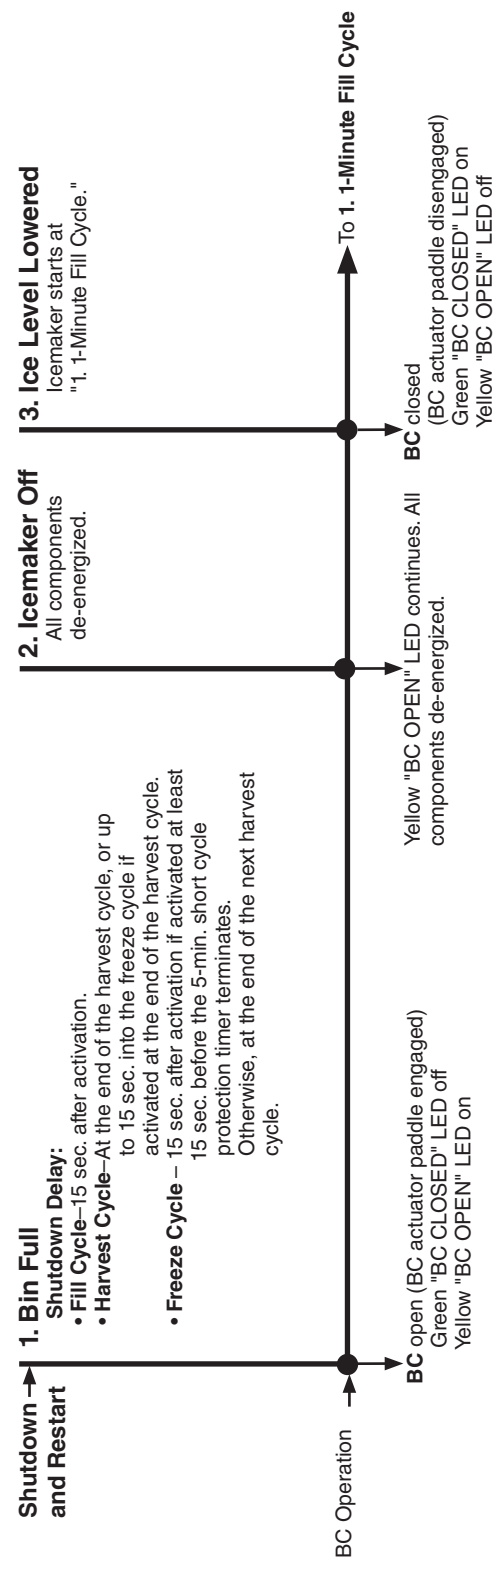 Shutdown
and Restart
1. Bin Full
Shutdown Delay:
• Fill Cycle–15 sec. after activation.
• Harvest Cycle–At the end of the harvest cycle, or up
to 15 sec. into the freeze cycle if
activated at the end of the harvest cycle.
• Freeze Cycle – 15 sec. after activation if activated at least
15 sec. before the 5-min. short cycle
protection timer terminates.
Otherwise, at the end of the next harvest
cycle.
2. Icemaker Off
All components
de-energized.
3. Ice Level Lowered
Icemaker starts at
"1. 1-Minute Fill Cycle."
BC Operation
To 1. 1-Minute Fill Cycle
BC open (BC actuator paddle engaged)
Green "BC CLOSED" LED off
Yellow "BC OPEN" LED on
Yellow "BC OPEN" LED continues. All
components de-energized.
BC closed
(BC actuator paddle disengaged)
Green "BC CLOSED" LED on
Yellow "BC OPEN" LED off